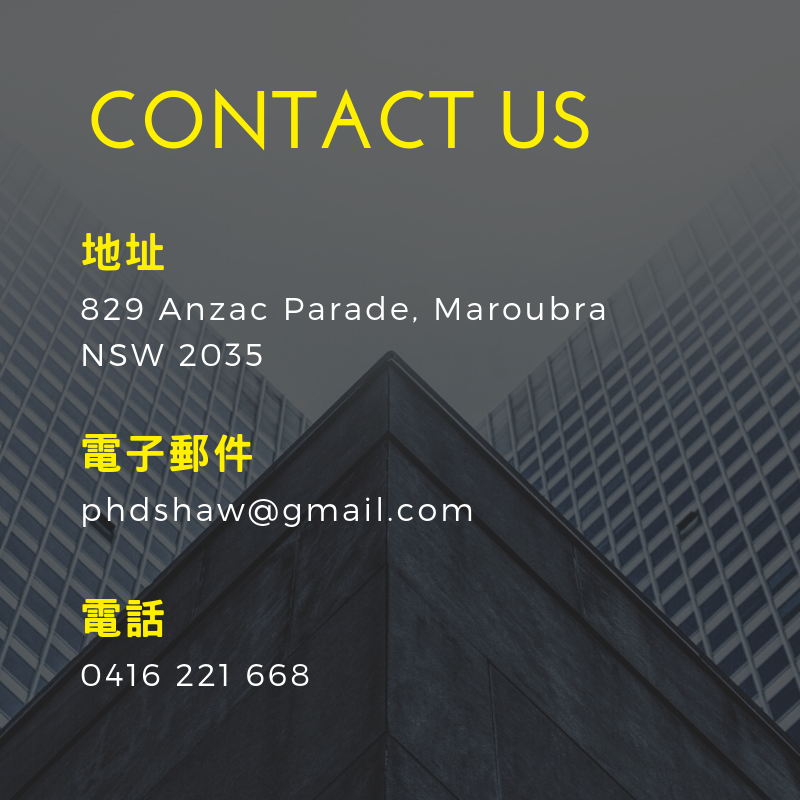 CONTACT US
地址
829 Anzac Parade, Maroubra
NSW 2035
電子郵件
phdshaw@gmail.com
電話
0416 221 668